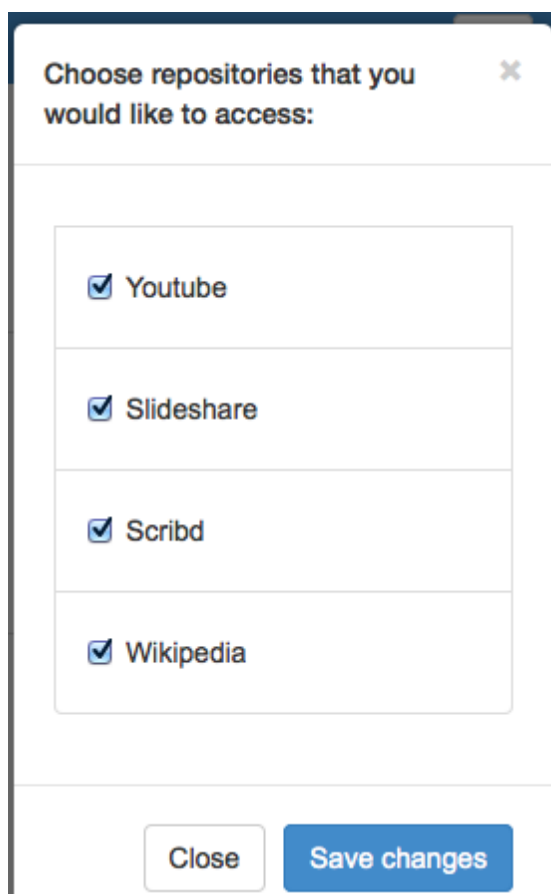 Choose repositories that you
would like to access:
Youtube
Slideshare
Scribd
Wikipedia
Close
Save changes